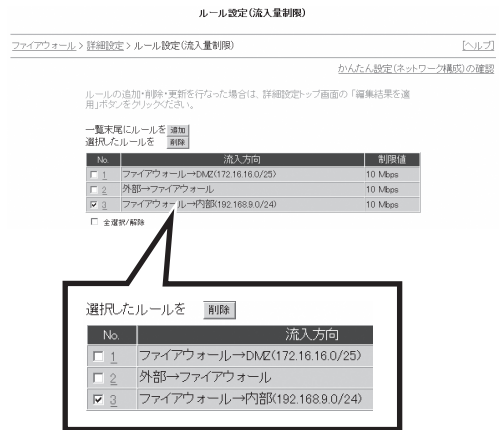 ルール設定(流入量制限)
ファイアウォール > 詳細設定 > ルール設定(流入量制限) [ヘルプ]
かんたん設定(ネットワーク構成)の確認
ルールの追加・削除・更新を行なった場合は、詳細設定トップ画面の「編集結果を適
用」ボタンをクリックください。
一覧末尾にルールを 追加
選択したルールを 削除
No. 流入方向 制限値
1 ファイアウォール→DMZ(172.16.16.0/25) 10 Mbps
2 外部→ファイアウォール 10 Mbps
3 ファイアウォール→内部(192.168.9.0/24) 10 Mbps
全選択/解除
選択したルールを 削除
No. 流入方向
1 ファイアウォール→DMZ(172.16.16.0/25)
2 外部→ファイアウォール
3 ファイアウォール→内部(192.168.9.0/24)